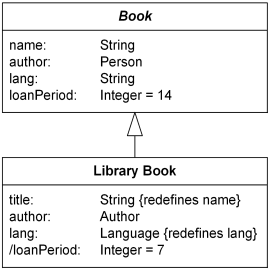 Book
name: String
author: Person
lang: String
loanPeriod: Integer = 14
Library Book
title: String {redefines name}
author: Author
lang: Language {redefines lang}
/loanPeriod: Integer = 7